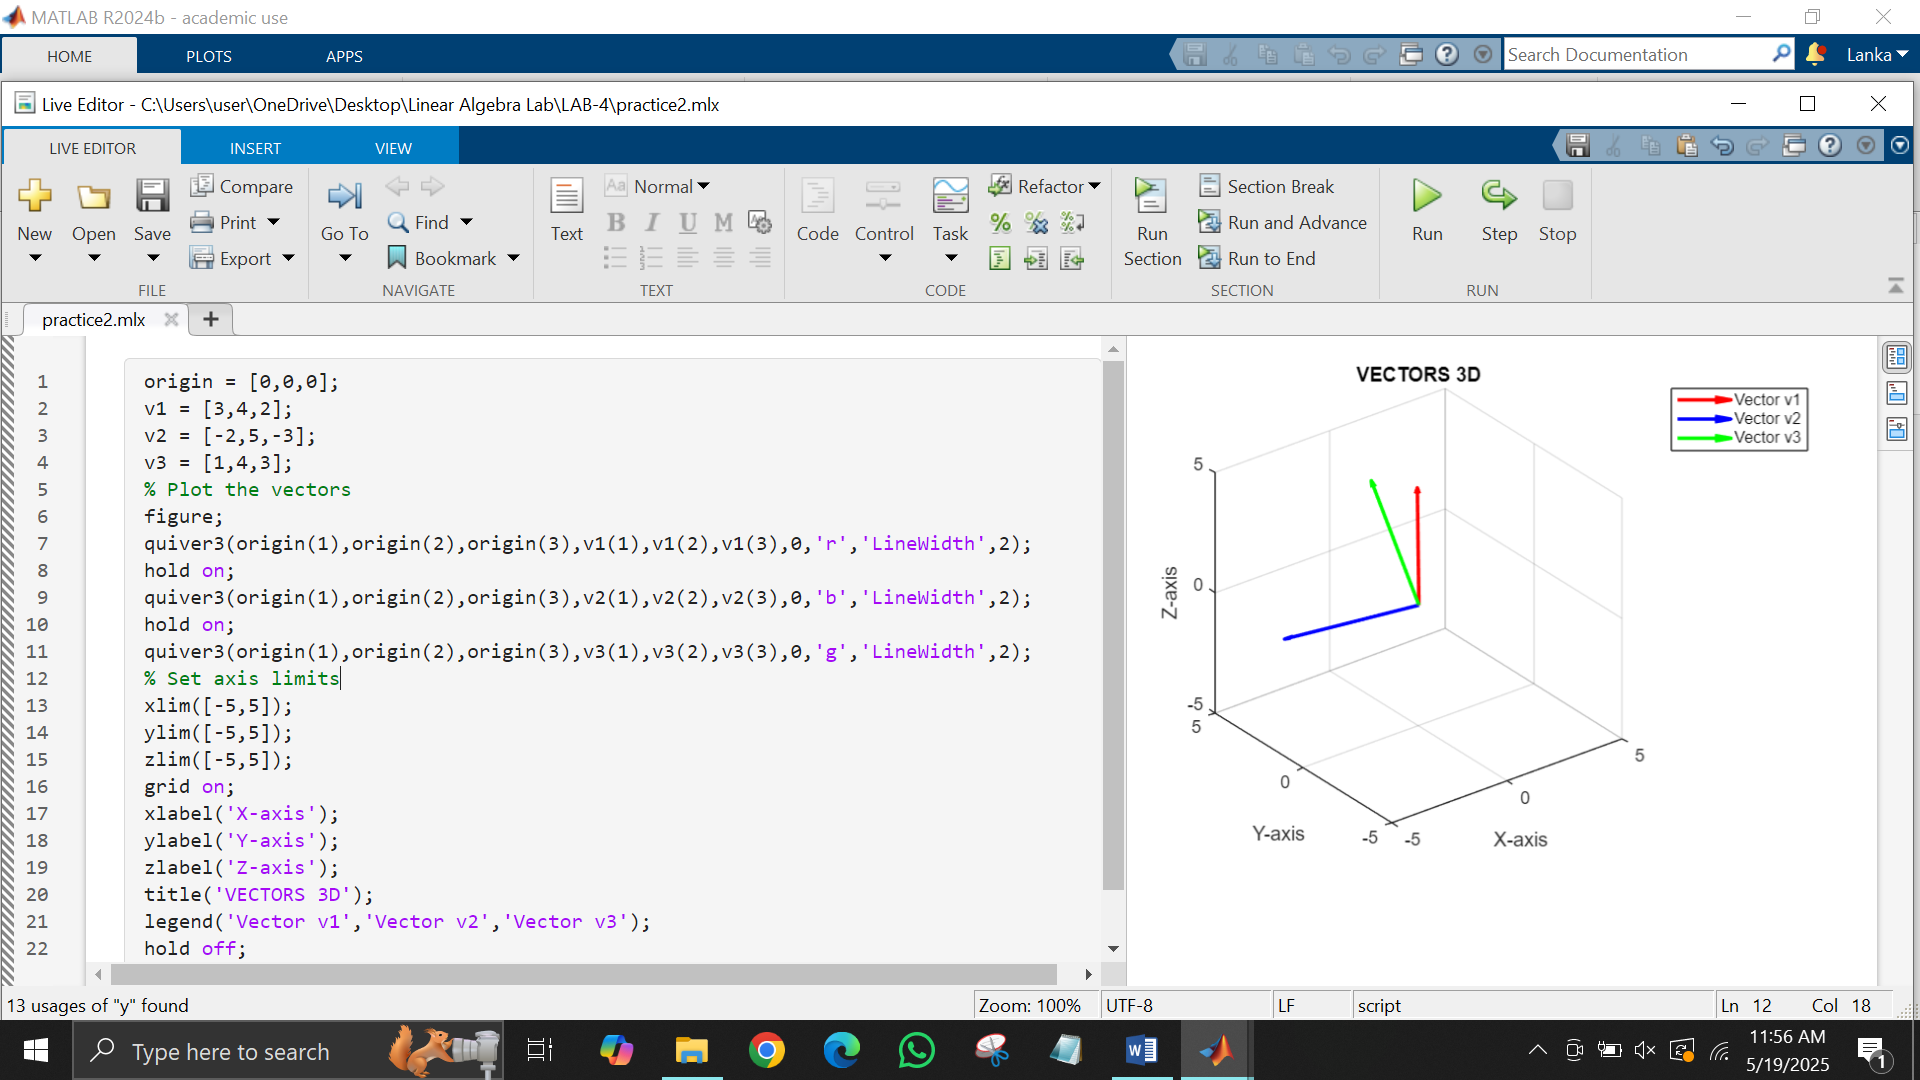 MATLAB R2024b - academic use
HOME PLOTS APPS Search Documentation Lanka
Live Editor - C:\Users\user\OneDrive\Desktop\Linear Algebra Lab\LAB-4\practice2.mlx
LIVE EDITOR INSERT VIEW
New Open Save Compare Print Export
FILE
Go To Find Bookmark
NAVIGATE
Text Aa Normal
B I U M
TEXT
Code Control Task Refactor
CODE
Run Section Section Break Run and Advance Run to End
SECTION
Run Step Stop
RUN
practice2.mlx
1 origin = [0,0,0];
2 v1 = [3,4,2];
3 v2 = [-2,5,-3];
4 v3 = [1,4,3];
5 % Plot the vectors
6 figure;
7 quiver3(origin(1),origin(2),origin(3),v1(1),v1(2),v1(3),0,'r','LineWidth',2);
8 hold on;
9 quiver3(origin(1),origin(2),origin(3),v2(1),v2(2),v2(3),0,'b','LineWidth',2);
10 hold on;
11 quiver3(origin(1),origin(2),origin(3),v3(1),v3(2),v3(3),0,'g','LineWidth',2);
12 % Set axis limits
13 xlim([-5,5]);
14 ylim([-5,5]);
15 zlim([-5,5]);
16 grid on;
17 xlabel('X-axis');
18 ylabel('Y-axis');
19 zlabel('Z-axis');
20 title('VECTORS 3D');
21 legend('Vector v1','Vector v2','Vector v3');
22 hold off;
VECTORS 3D
Vector v1
Vector v2
Vector v3
5
0
-5
Z-axis
5
0
-5
Y-axis
-5
0
5
X-axis
13 usages of "y" found Zoom: 100% UTF-8 LF script Ln 12 Col 18
Type here to search
11:56 AM
5/19/2025
1